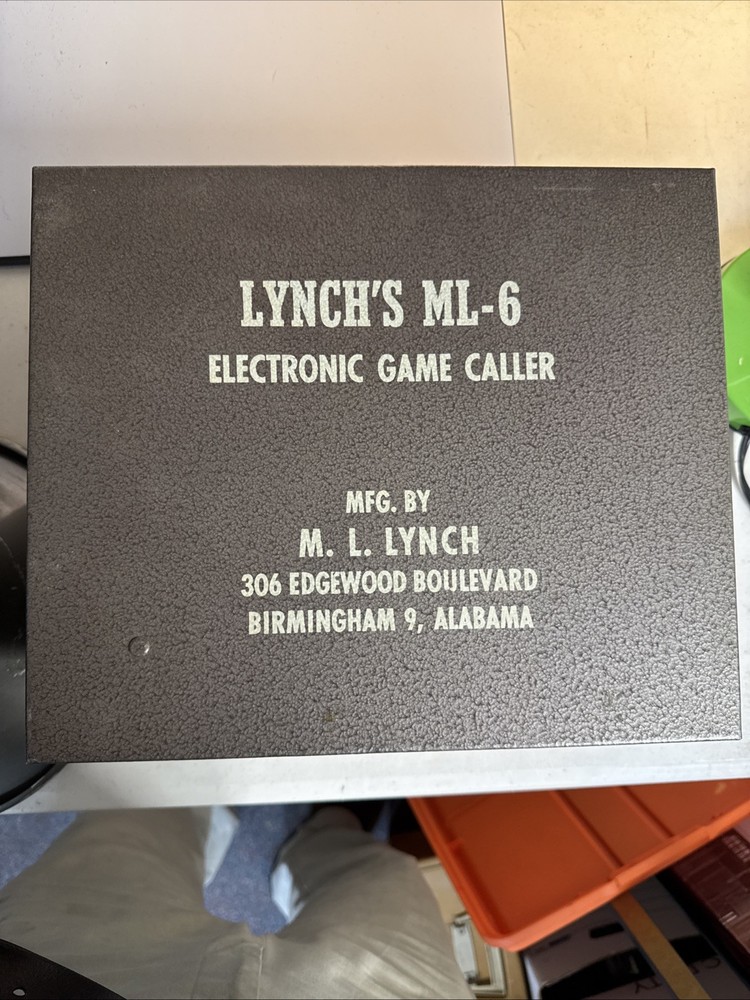 LYNCH'S ML-6
ELECTRONIC GAME CALLER
MFG. BY
M. L. LYNCH
306 EDGEWOOD BOULEVARD
BIRMINGHAM 9, ALABAMA